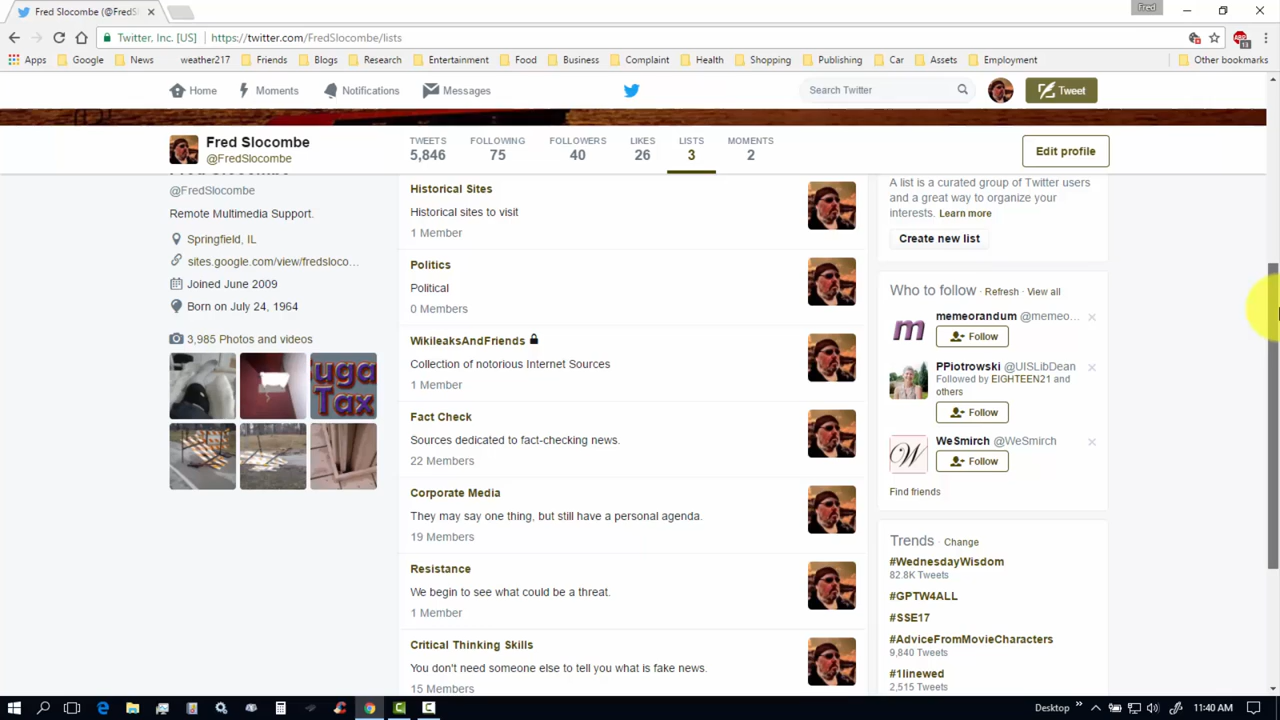 Fred Slocombe (@FredS
Fred
Twitter, Inc. [US]
https://twitter.com/FredSlocombe/lists
Apps
Google
News
weather217
Friends
Blogs
Research
Entertainment
Food
Business
Complaint
Health
Shopping
Publishing
Car
Assets
Employment
Other bookmarks
Home
Moments
Notifications
Messages
Search Twitter
Tweet
Fred Slocombe
@FredSlocombe
TWEETS
5,846
FOLLOWING
75
FOLLOWERS
40
LIKES
26
LISTS
3
MOMENTS
2
Edit profile
@FredSlocombe
Remote Multimedia Support.
Springfield, IL
sites.google.com/view/fredsloco…
Joined June 2009
Born on July 24, 1964
3,985 Photos and videos
uga
Tax
Historical Sites
Historical sites to visit
1 Member
Politics
Political
0 Members
WikileaksAndFriends
Collection of notorious Internet Sources
1 Member
Fact Check
Sources dedicated to fact-checking news.
22 Members
Corporate Media
They may say one thing, but still have a personal agenda.
19 Members
Resistance
We begin to see what could be a threat.
1 Member
Critical Thinking Skills
You don't need someone else to tell you what is fake news.
15 Members
A list is a curated group of Twitter users
and a great way to organize your
interests. Learn more
Create new list
Who to follow · Refresh · View all
m
memeorandum @memeo…
Follow
PPiotrowski @UISLibDean
Followed by EIGHTEEN21 and
others
Follow
W
WeSmirch @WeSmirch
Follow
Find friends
Trends · Change
#WednesdayWisdom
82.8K Tweets
#GPTW4ALL
#SSE17
#AdviceFromMovieCharacters
9,840 Tweets
#1linewed
2,515 Tweets
Desktop
11:40 AM